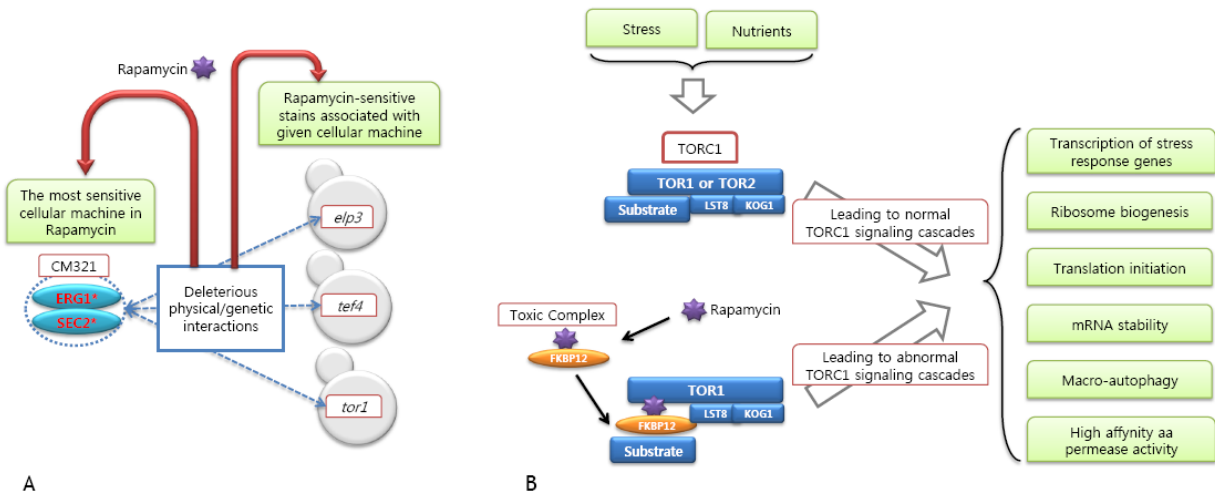 Rapamycin
Rapamycin-sensitive
stains associated with
given cellular machine
The most sensitive
cellular machine in
Rapamycin
CM321
ERG1*
SEC2*
Deleterious
physical/genetic
interactions
elp3
tef4
tor1
A
Stress
Nutrients
TORC1
TOR1 or TOR2
LST8
KOG1
Substrate
Leading to normal
TORC1 signaling cascades
Toxic Complex
Rapamycin
FKBP12
Leading to abnormal
TORC1 signaling cascades
TOR1
LST8
KOG1
FKBP12
Substrate
Transcription of stress
response genes
Ribosome biogenesis
Translation initiation
mRNA stability
Macro-autophagy
High affynity aa
permease activity
B